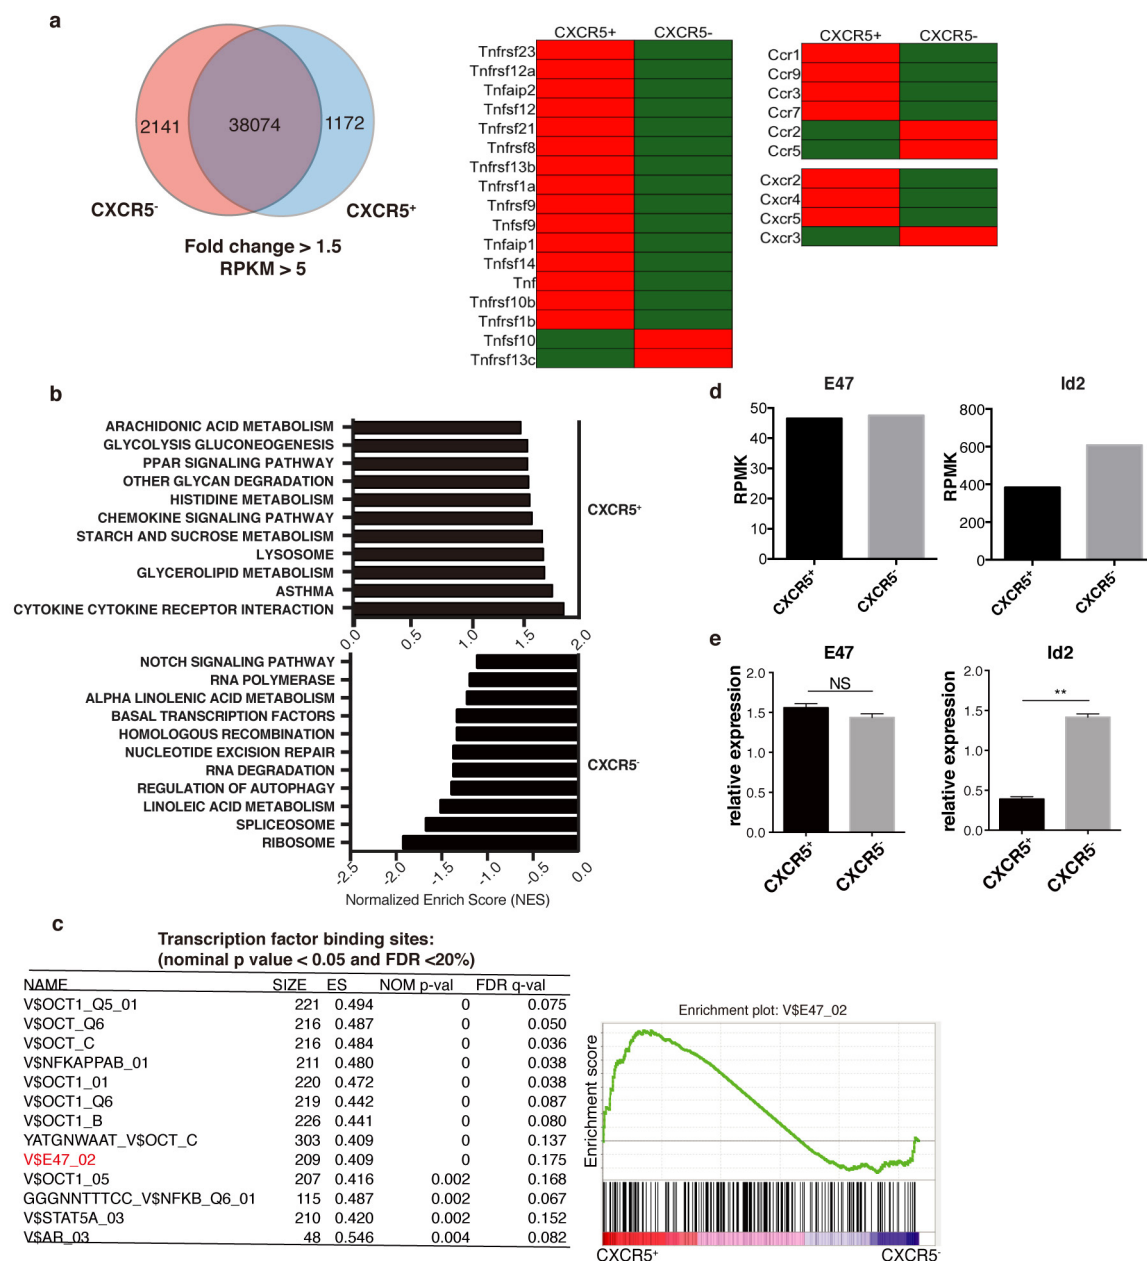 a
2141
38074
1172
CXCR5-
CXCR5+
Fold change > 1.5
RPKM > 5
CXCR5+ CXCR5-
Tnfrsf23
Tnfrsf12a
Tnfaip2
Tnfsf12
Tnfrsf21
Tnfrsf8
Tnfrsf13b
Tnfrsf1a
Tnfrsf9
Tnfsf9
Tnfaip1
Tnfsf14
Tnf
Tnfrsf10b
Tnfrsf1b
Tnfsf10
Tnfrsf13c
CXCR5+ CXCR5-
Ccr1
Ccr9
Ccr3
Ccr7
Ccr2
Ccr5
Cxcr2
Cxcr4
Cxcr5
Cxcr3
b
ARACHIDONIC ACID METABOLISM
GLYCOLYSIS GLUCONEOGENESIS
PPAR SIGNALING PATHWAY
OTHER GLYCAN DEGRADATION
HISTIDINE METABOLISM
CHEMOKINE SIGNALING PATHWAY
STARCH AND SUCROSE METABOLISM
LYSOSOME
GLYCEROLIPID METABOLISM
ASTHMA
CYTOKINE CYTOKINE RECEPTOR INTERACTION
CXCR5+
0.0 0.5 1.0 1.5 2.0
NOTCH SIGNALING PATHWAY
RNA POLYMERASE
ALPHA LINOLENIC ACID METABOLISM
BASAL TRANSCRIPTION FACTORS
HOMOLOGOUS RECOMBINATION
NUCLEOTIDE EXCISION REPAIR
RNA DEGRADATION
REGULATION OF AUTOPHAGY
LINOLEIC ACID METABOLISM
SPLICEOSOME
RIBOSOME
CXCR5-
-2.5 -2.0 -1.5 -1.0 -0.5 0.0
Normalized Enrich Score (NES)
d
E47
RPMK
50
40
30
20
10
0
CXCR5+ CXCR5-
Id2
RPMK
800
600
400
200
0
CXCR5+ CXCR5-
e
E47
relative expression
2.0
1.5
1.0
0.5
0.0
NS
CXCR5+ CXCR5-
Id2
relative expression
2.0
1.5
1.0
0.5
0.0
**
CXCR5+ CXCR5-
c
Transcription factor binding sites:
(nominal p value < 0.05 and FDR <20%)
NAME SIZE ES NOM p-val FDR q-val
V$OCT1_Q5_01 221 0.494 0 0.075
V$OCT_Q6 216 0.487 0 0.050
V$OCT_C 216 0.484 0 0.036
V$NFKAPPAB_01 211 0.480 0 0.038
V$OCT1_01 220 0.472 0 0.038
V$OCT1_Q6 219 0.442 0 0.087
V$OCT1_B 226 0.441 0 0.080
YATGNWAAT_V$OCT_C 303 0.409 0 0.137
V$E47_02 209 0.409 0 0.175
V$OCT1_05 207 0.416 0.002 0.168
GGGNNTTTCC_V$NFKB_Q6_01 115 0.487 0.002 0.067
V$STAT5A_03 210 0.420 0.002 0.152
V$AR_03 48 0.546 0.004 0.082
Enrichment plot: V$E47_02
Enrichment score
CXCR5+ CXCR5-